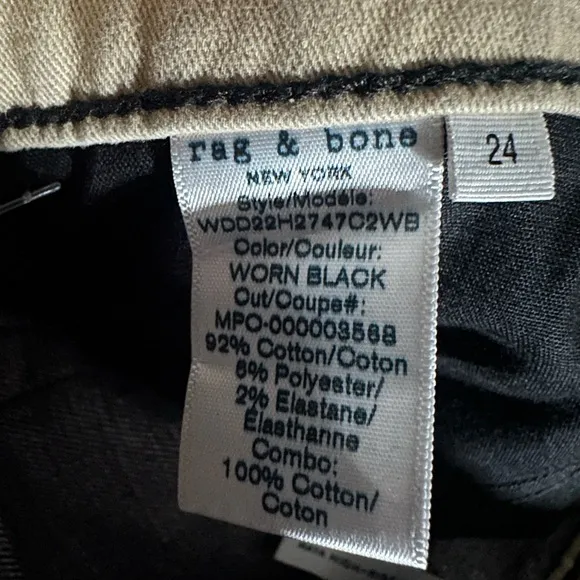 rag & bone
NEW YORK
24
Style/Modèle:
WDD22H2747C2WB
Color/Couleur:
WORN BLACK
Cut/Coupe#:
MPO-000003568
92% Cotton/Coton
6% Polyester/
2% Elastane/
Élasthanne
Combo:
100% Cotton/
Coton